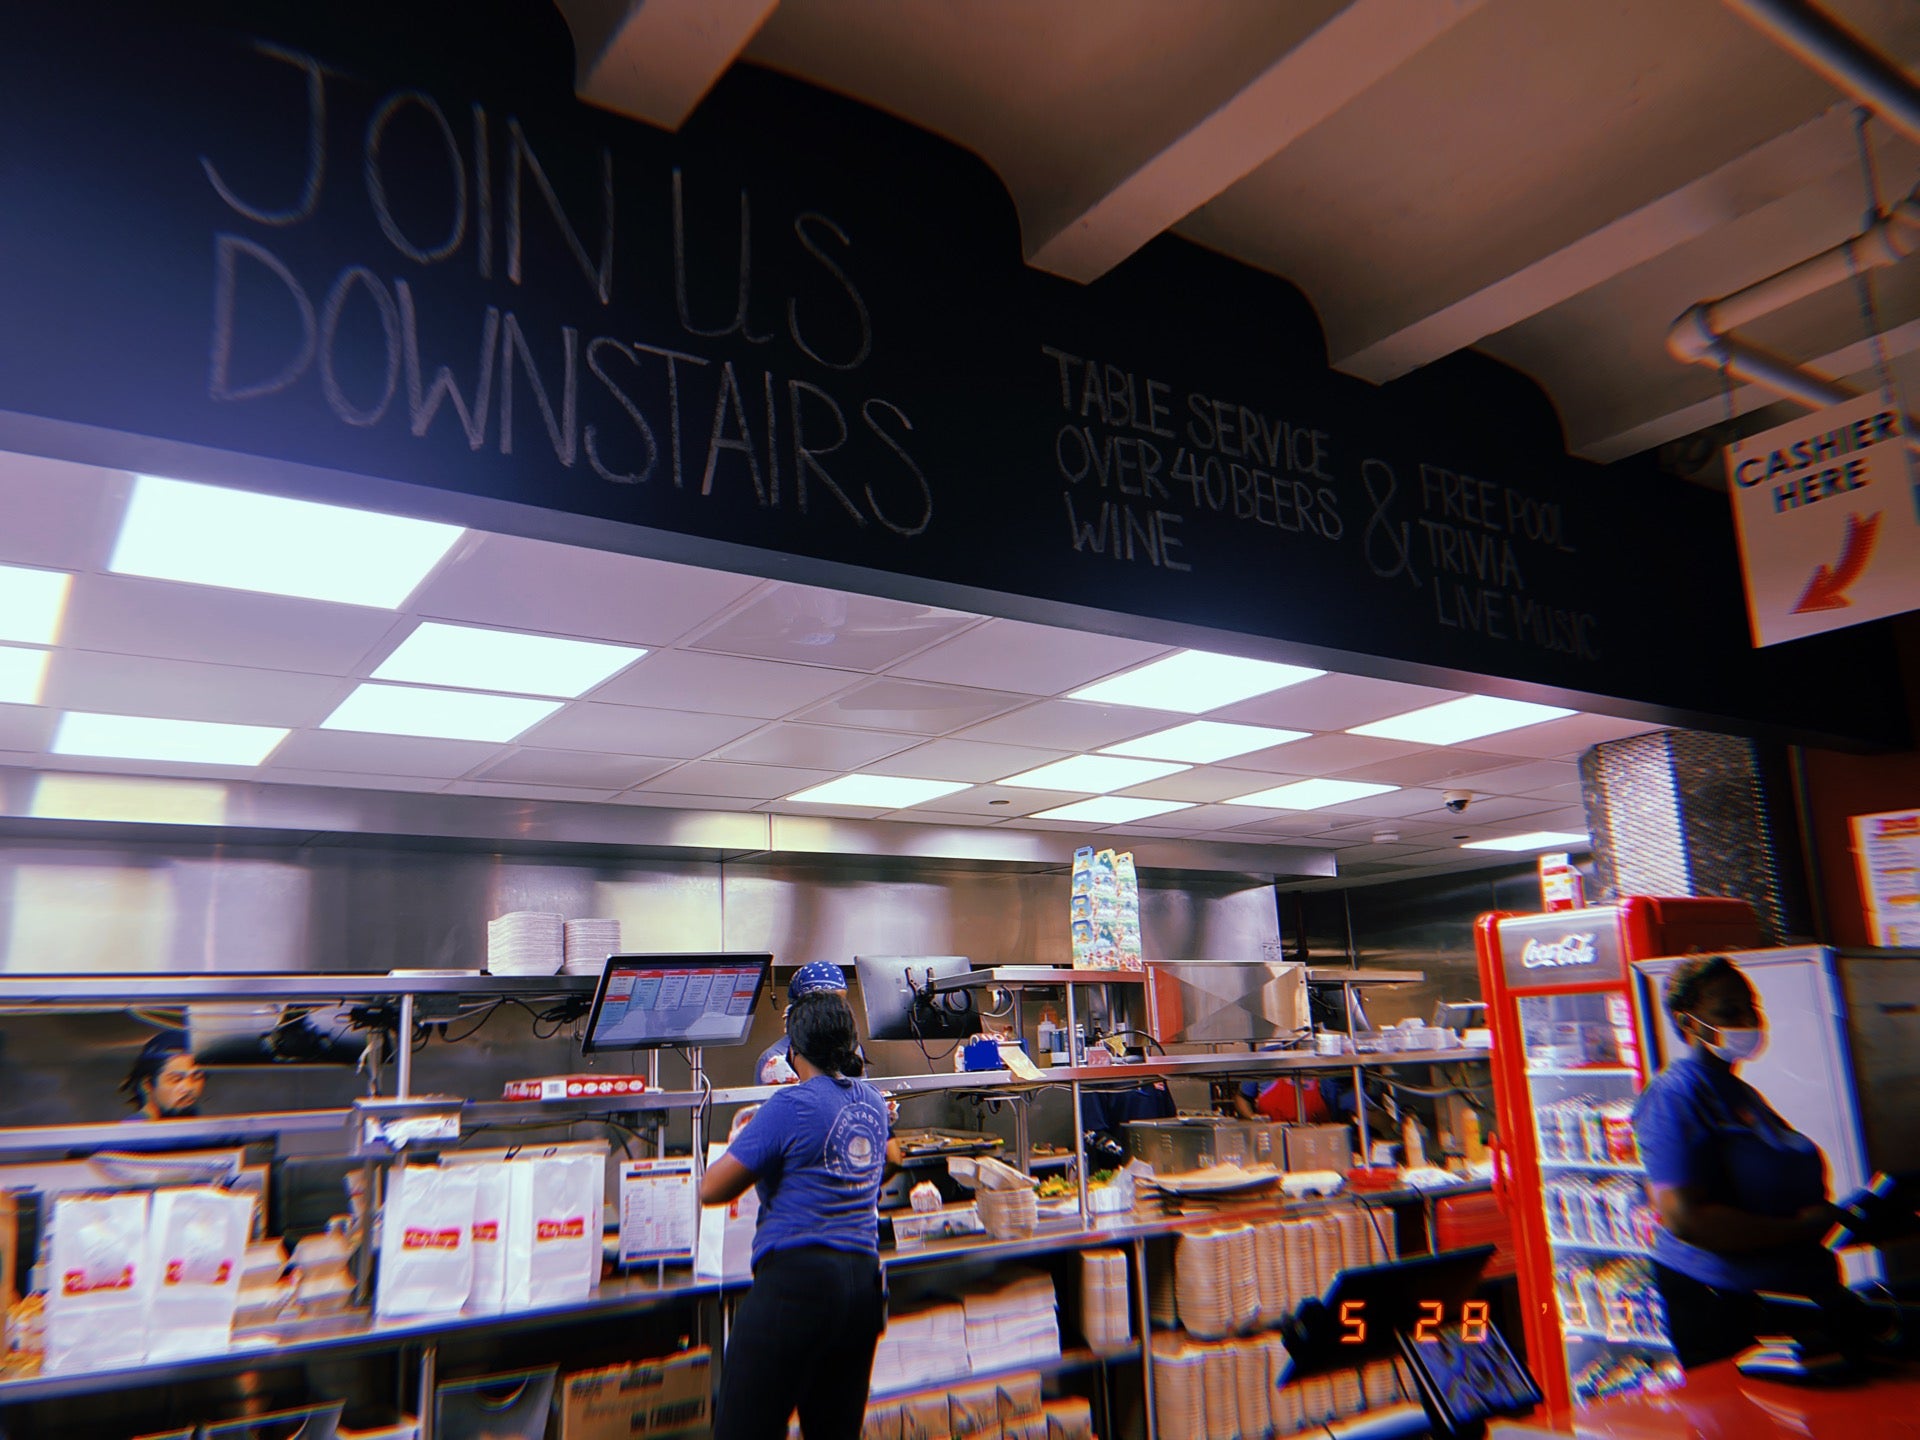 JOIN US
DOWNSTAIRS
TABLE SERVICE
OVER 40 BEERS
WINE
&
FREE POOL
TRIVIA
LIVE MUSIC
CASHIER
HERE
Coca-Cola
5 28 '22